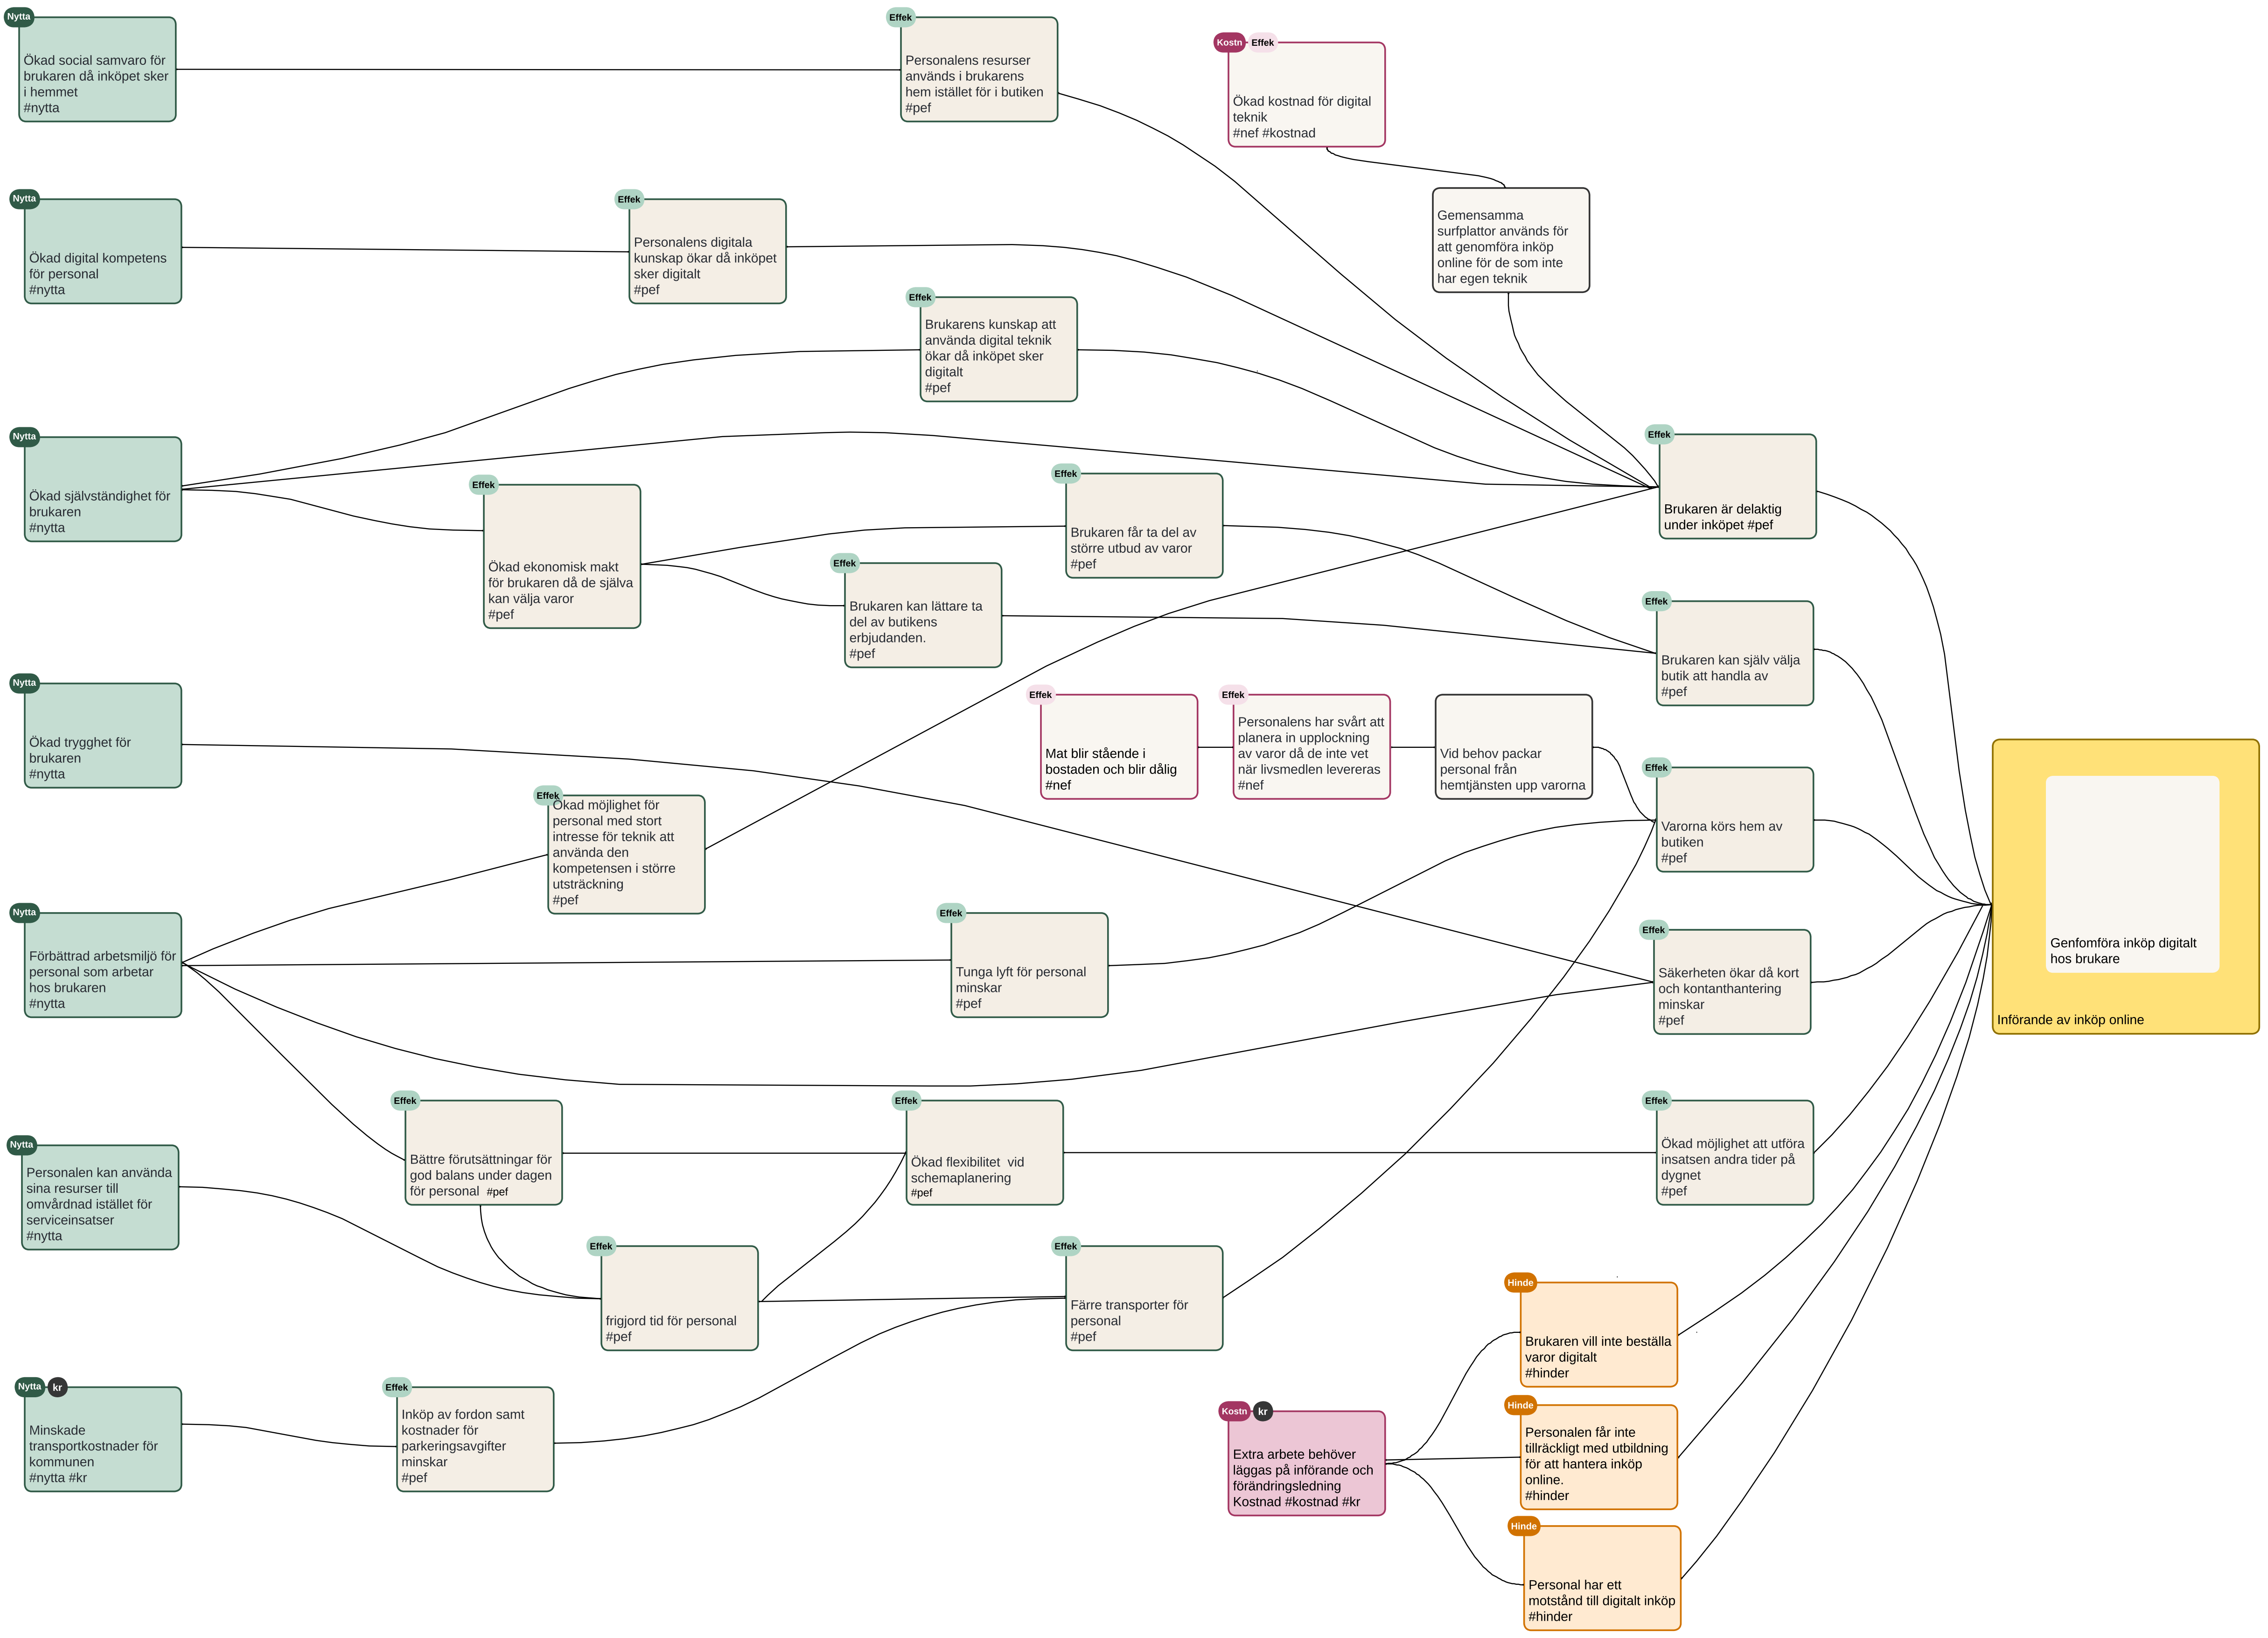 Nytta
Ökad social samvaro för
brukaren då inköpet sker
i hemmet
#nytta
Effek
Personalens resurser
används i brukarens
hem istället för i butiken
#pef
Kostn
Effek
Ökad kostnad för digital
teknik
#nef #kostnad
Gemensamma
surfplattor används för
att genomföra inköp
online för de som inte
har egen teknik
Nytta
Ökad digital kompetens
för personal
#nytta
Effek
Personalens digitala
kunskap ökar då inköpet
sker digitalt
#pef
Effek
Brukarens kunskap att
använda digital teknik
ökar då inköpet sker
digitalt
#pef
Nytta
Ökad självständighet för
brukaren
#nytta
Effek
Ökad ekonomisk makt
för brukaren då de själva
kan välja varor
#pef
Effek
Brukaren får ta del av
större utbud av varor
#pef
Effek
Brukaren kan lättare ta
del av butikens
erbjudanden.
#pef
Effek
Brukaren är delaktig
under inköpet #pef
Effek
Brukaren kan själv välja
butik att handla av
#pef
Nytta
Ökad trygghet för
brukaren
#nytta
Effek
Mat blir stående i
bostaden och blir dålig
#nef
Effek
Personalens har svårt att
planera in upplockning
av varor då de inte vet
när livsmedlen levereras
#nef
Vid behov packar
personal från
hemtjänsten upp varorna
Effek
Varorna körs hem av
butiken
#pef
Effek
Ökad möjlighet för
personal med stort
intresse för teknik att
använda den
kompetensen i större
utsträckning
#pef
Nytta
Förbättrad arbetsmiljö för
personal som arbetar
hos brukaren
#nytta
Effek
Tunga lyft för personal
minskar
#pef
Effek
Säkerheten ökar då kort
och kontanthantering
minskar
#pef
Genfomföra inköp digitalt
hos brukare
Införande av inköp online
Nytta
Personalen kan använda
sina resurser till
omvårdnad istället för
serviceinsatser
#nytta
Effek
Bättre förutsättningar för
god balans under dagen
för personal #pef
Effek
Ökad flexibilitet vid
schemaplanering
#pef
Effek
Ökad möjlighet att utföra
insatsen andra tider på
dygnet
#pef
Effek
frigjord tid för personal
#pef
Effek
Färre transporter för
personal
#pef
Hinde
Brukaren vill inte beställa
varor digitalt
#hinder
Nytta
kr
Minskade
transportkostnader för
kommunen
#nytta #kr
Effek
Inköp av fordon samt
kostnader för
parkeringsavgifter
minskar
#pef
Kostn
kr
Extra arbete behöver
läggas på införande och
förändringsledning
Kostnad #kostnad #kr
Hinde
Personalen får inte
tillräckligt med utbildning
för att hantera inköp
online.
#hinder
Hinde
Personal har ett
motstånd till digitalt inköp
#hinder